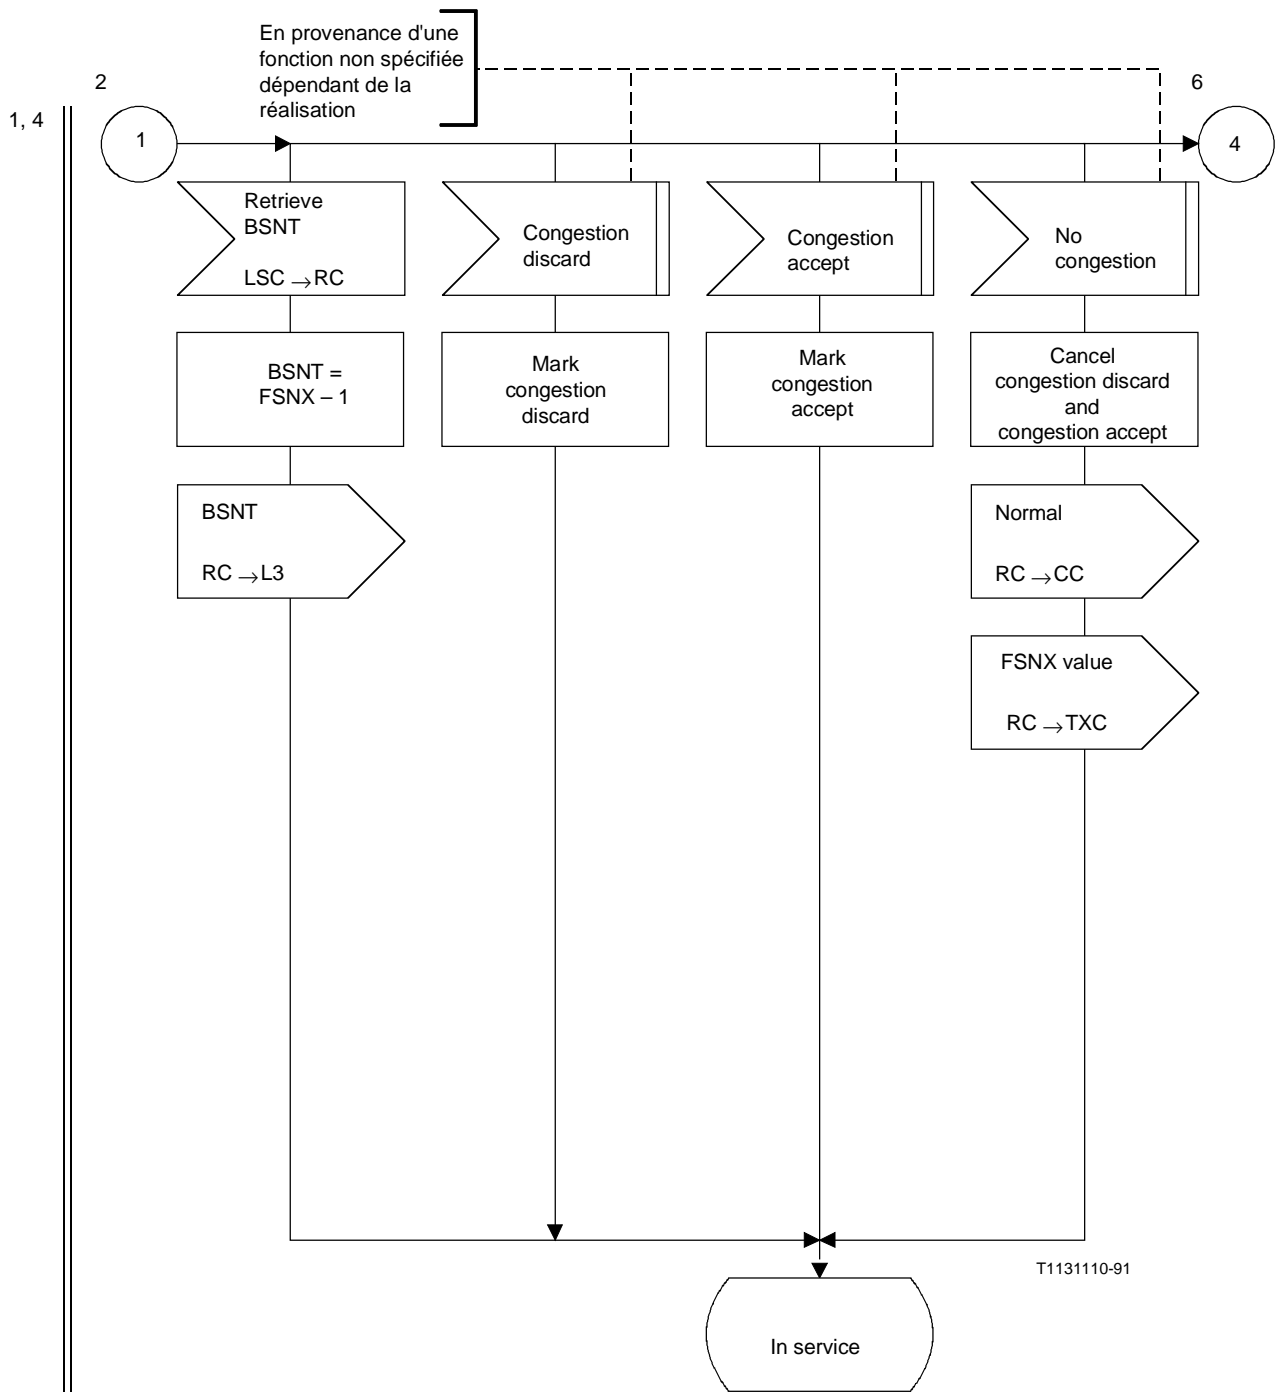 En provenance d'une
fonction non spécifiée
dépendant de la
réalisation
2
6
1, 4
1
4
Retrieve
BSNT
LSC → RC
Congestion
discard
Congestion
accept
No
congestion
BSNT =
FSNX – 1
Mark
congestion
discard
Mark
congestion
accept
Cancel
congestion discard
and
congestion accept
BSNT
RC → L3
Normal
RC → CC
FSNX value
RC → TXC
T1131110-91
In service